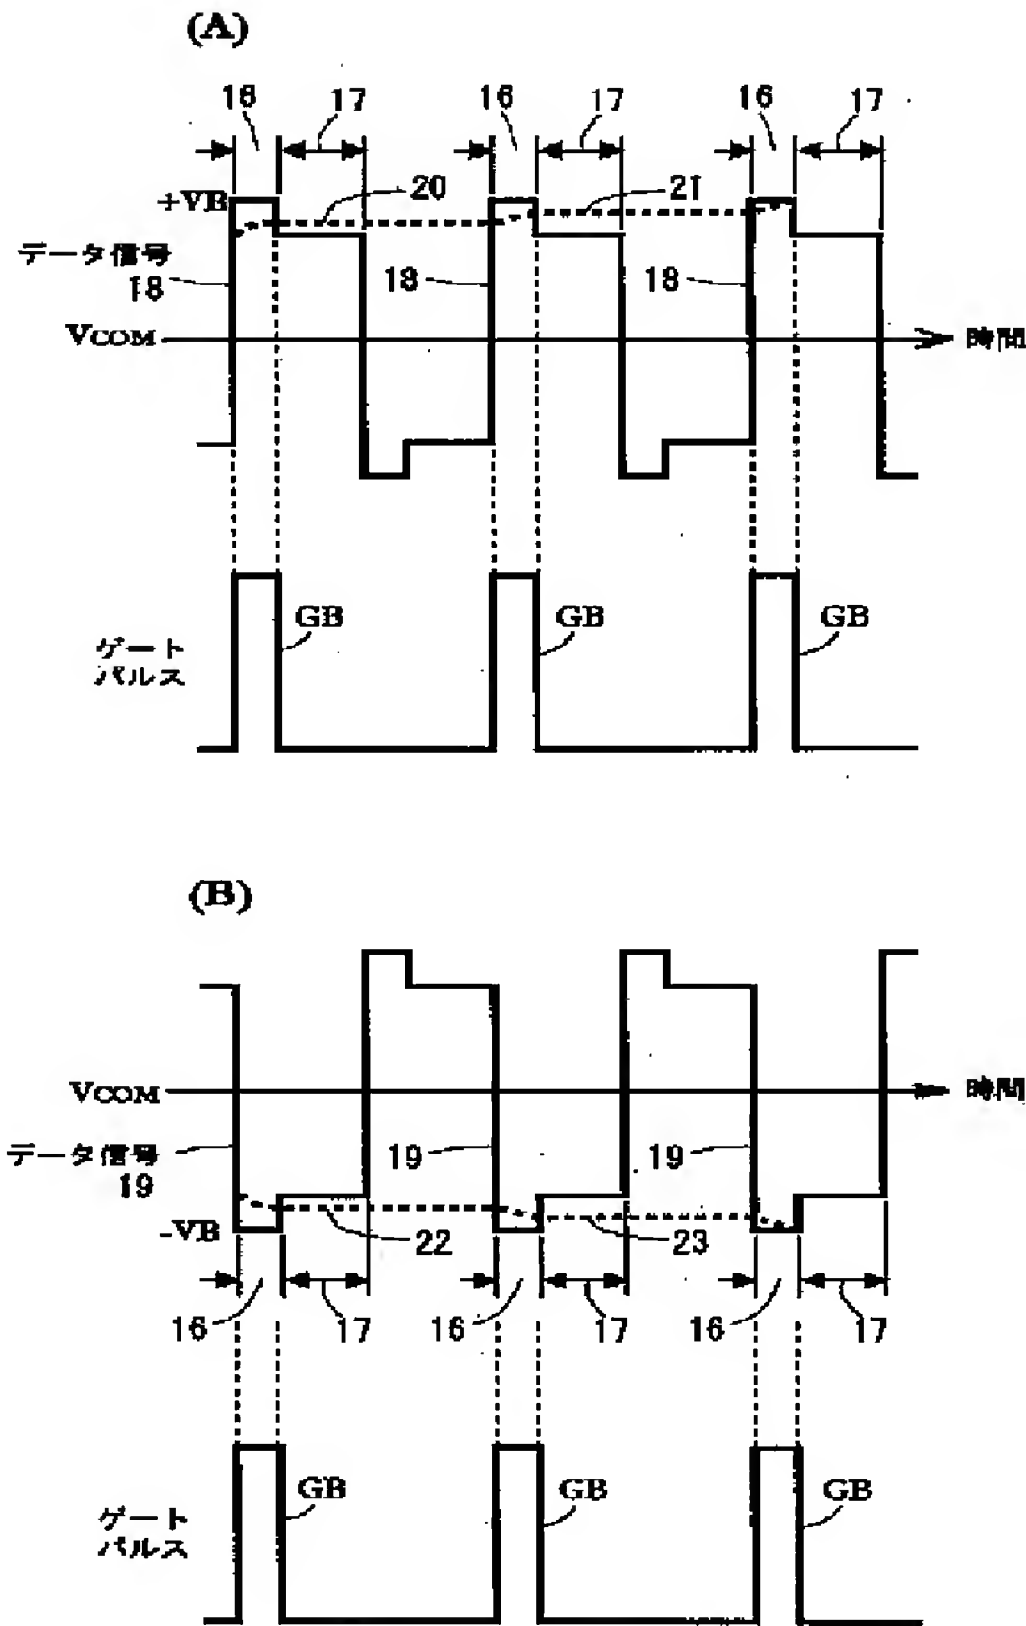 (A)
18 17 16 17 16 17
+VB 20 21
データ信号
18 18 18
VCOM 時間
GB GB GB
ゲート
パルス
(B)
VCOM 時間
データ信号
19 19 19
-VB 22 23
16 17 16 17 16 17
GB GB GB
ゲート
パルス